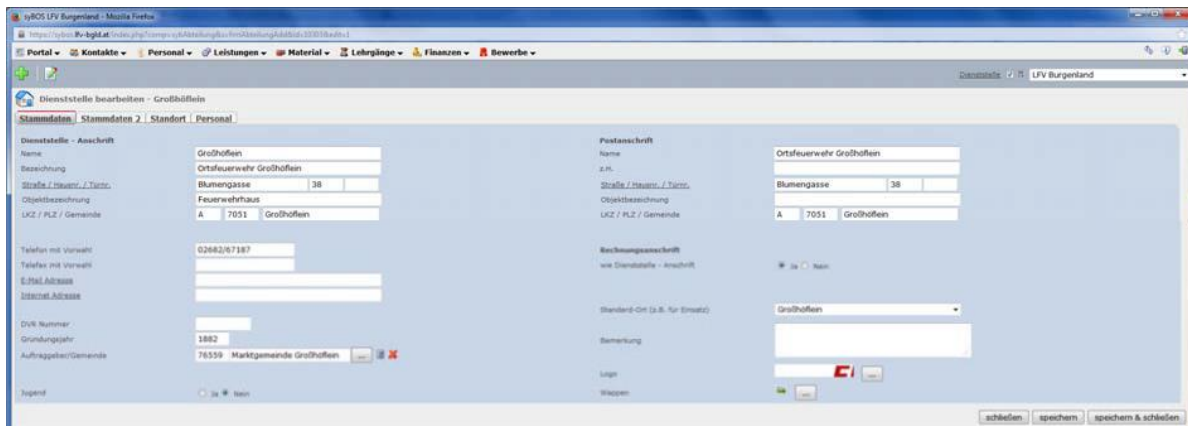 syBOS LFV Burgenland - Mozilla Firefox
Portal Kontakte Personal Leistungen Material Lehrgänge Finanzen Bewerbe
Dienststelle LFV Burgenland
Dienststelle bearbeiten - Großhöflein
Stammdaten Stammdaten 2 Standort Personal
Dienststelle - Anschrift
Name Großhöflein
Bezeichnung Ortsfeuerwehr Großhöflein
Straße / Hausnr. / Türnr. Blumengasse 38
Objektbezeichnung Feuerwehrhaus
LKZ / PLZ / Gemeinde A 7051 Großhöflein
Telefon mit Vorwahl 02682/67187
Telefax mit Vorwahl
E-Mail Adresse
Internet Adresse
DVR Nummer
Gründungsjahr 1882
Auftraggeber/Gemeinde 76559 Marktgemeinde Großhöflein ...
Jugend Ja Nein
Postanschrift
Name Ortsfeuerwehr Großhöflein
z.H.
Straße / Hausnr. / Türnr. Blumengasse 38
Objektbezeichnung
LKZ / PLZ / Gemeinde A 7051 Großhöflein
Rechnungsanschrift
wie Dienststelle - Anschrift Ja Nein
Standard-Ort (z.B. für Einsatz) Großhöflein
Bemerkung
Logo ...
Wappen ...
schließen speichern speichern & schließen